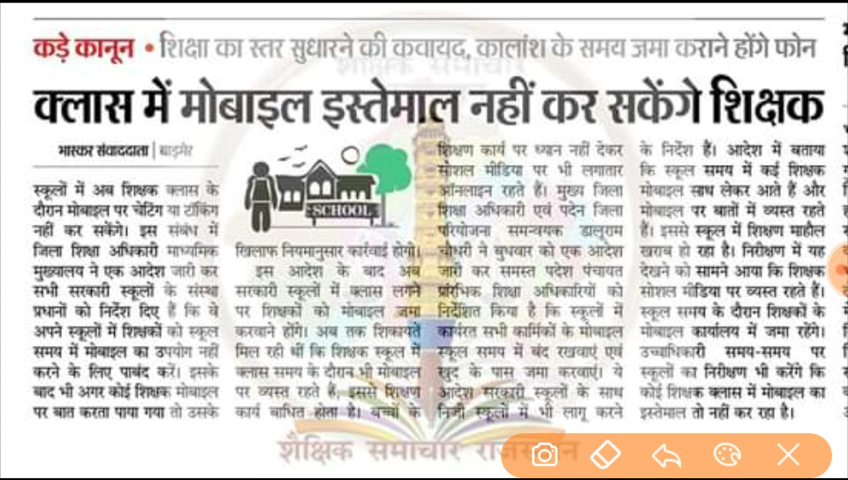 कड़े कानून • शिक्षा का स्तर सुधारने की कवायद, कालांश के समय जमा कराने होंगे फोन
क्लास में मोबाइल इस्तेमाल नहीं कर सकेंगे शिक्षक
भास्कर संवाददाता | बाड़मेर
स्कूलों में अब शिक्षक क्लास के
दौरान मोबाइल पर चेटिंग या टॉकिंग
नहीं कर सकेंगे। इस संबंध में
जिला शिक्षा अधिकारी माध्यमिक
मुख्यालय ने एक आदेश जारी कर
सभी सरकारी स्कूलों के संस्था
प्रधानों को निर्देश दिए हैं कि वे
अपने स्कूलों में शिक्षकों को स्कूल
समय में मोबाइल का उपयोग नहीं
करने के लिए पाबंद करें। इसके
बाद भी अगर कोई शिक्षक मोबाइल
पर बात करता पाया गया तो उसके
SCHOOL
खिलाफ नियमानुसार कार्रवाई होगी।
इस आदेश के बाद अब
सरकारी स्कूलों में क्लास लगने
पर शिक्षकों को मोबाइल जमा
करवाने होंगे। अब तक शिकायतें
मिल रही थीं कि शिक्षक स्कूल में
क्लास समय के दौरान भी मोबाइल
पर व्यस्त रहते हैं, इससे शिक्षण
कार्य बाधित होता है। बच्चों के
शिक्षण कार्य पर ध्यान नहीं देकर
सोशल मीडिया पर भी लगातार
ऑनलाइन रहते हैं। मुख्य जिला
शिक्षा अधिकारी एवं पदेन जिला
परियोजना समन्वयक डालुराम
चौधरी ने बुधवार को एक आदेश
जारी कर समस्त पदेश पंचायत
प्रारंभिक शिक्षा अधिकारियों को
निर्देशित किया है कि स्कूलों में
कार्यरत सभी कार्मिकों के मोबाइल
स्कूल समय में बंद रखवाएं एवं
खुद के पास जमा करवाएं। ये
आदेश सरकारी स्कूलों के साथ
निजी स्कूलों में भी लागू करने
के निर्देश हैं। आदेश में बताया
कि स्कूल समय में कई शिक्षक
मोबाइल साथ लेकर आते हैं और
मोबाइल पर बातों में व्यस्त रहते
हैं। इससे स्कूल में शिक्षण माहौल
खराब हो रहा है। निरीक्षण में यह
देखने को सामने आया कि शिक्षक
सोशल मीडिया पर व्यस्त रहते हैं।
स्कूल समय के दौरान शिक्षकों के
मोबाइल कार्यालय में जमा रहेंगे।
उच्चाधिकारी समय-समय पर
स्कूलों का निरीक्षण भी करेंगे कि
कोई शिक्षक क्लास में मोबाइल का
इस्तेमाल तो नहीं कर रहा है।
शैक्षिक समाचार